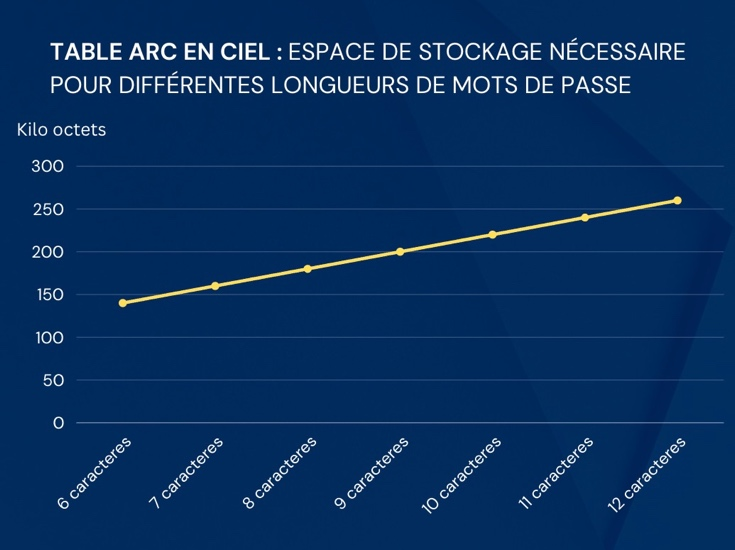 TABLE ARC EN CIEL : ESPACE DE STOCKAGE NÉCESSAIRE
POUR DIFFÉRENTES LONGUEURS DE MOTS DE PASSE
Kilo octets
300
250
200
150
100
50
0
6 caracteres
7 caracteres
8 caracteres
9 caracteres
10 caracteres
11 caracteres
12 caracteres